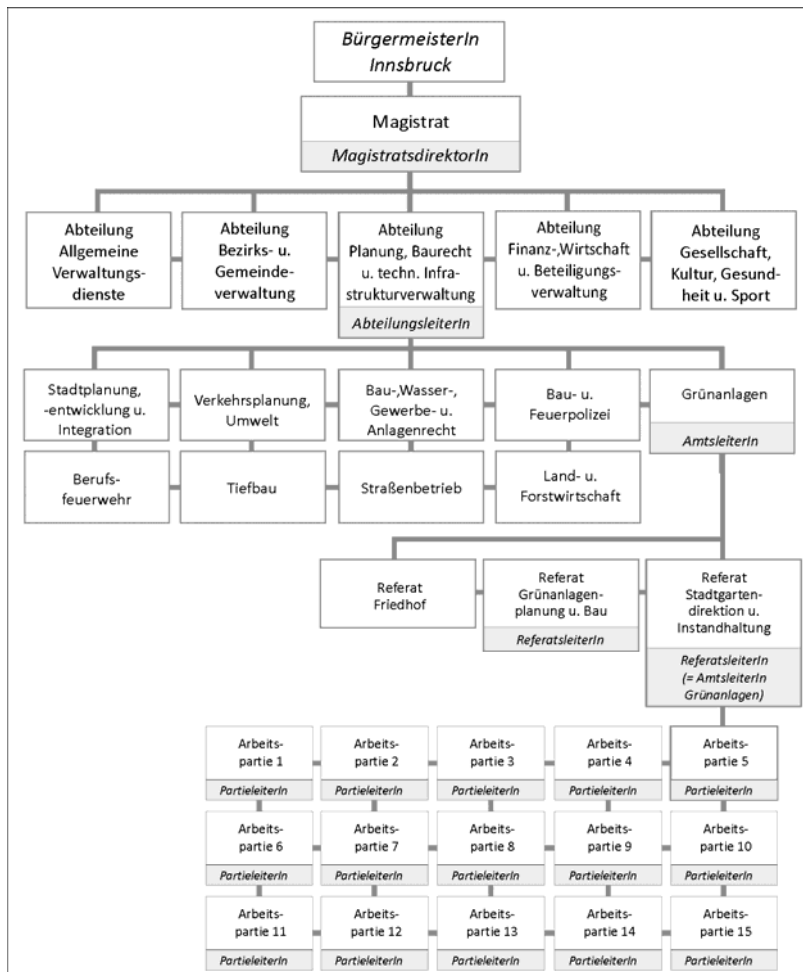 BürgermeisterIn
Innsbruck
Magistrat
MagistratsdirektorIn
Abteilung
Allgemeine
Verwaltungs-
dienste
Abteilung
Bezirks- u.
Gemeinde-
verwaltung
Abteilung
Planung, Baurecht
u. techn. Infra-
strukturverwaltung
AbteilungsleiterIn
Abteilung
Finanz-,Wirtschaft
u. Beteiligungs-
verwaltung
Abteilung
Gesellschaft,
Kultur, Gesund-
heit u. Sport
Stadtplanung,
-entwicklung u.
Integration
Verkehrsplanung,
Umwelt
Bau-,Wasser-,
Gewerbe- u.
Anlagenrecht
Bau- u.
Feuerpolizei
Grünanlagen
AmtsleiterIn
Berufs-
feuerwehr
Tiefbau
Straßenbetrieb
Land- u.
Forstwirtschaft
Referat
Friedhof
Referat
Grünanlagen-
planung u. Bau
ReferatsleiterIn
Referat
Stadtgarten-
direktion u.
Instandhaltung
ReferatsleiterIn
(= AmtsleiterIn
Grünanlagen)
Arbeits-
partie 1
PartieleiterIn
Arbeits-
partie 2
PartieleiterIn
Arbeits-
partie 3
PartieleiterIn
Arbeits-
partie 4
PartieleiterIn
Arbeits-
partie 5
PartieleiterIn
Arbeits-
partie 6
PartieleiterIn
Arbeits-
partie 7
PartieleiterIn
Arbeits-
partie 8
PartieleiterIn
Arbeits-
partie 9
PartieleiterIn
Arbeits-
partie 10
PartieleiterIn
Arbeits-
partie 11
PartieleiterIn
Arbeits-
partie 12
PartieleiterIn
Arbeits-
partie 13
PartieleiterIn
Arbeits-
partie 14
PartieleiterIn
Arbeits-
partie 15
PartieleiterIn